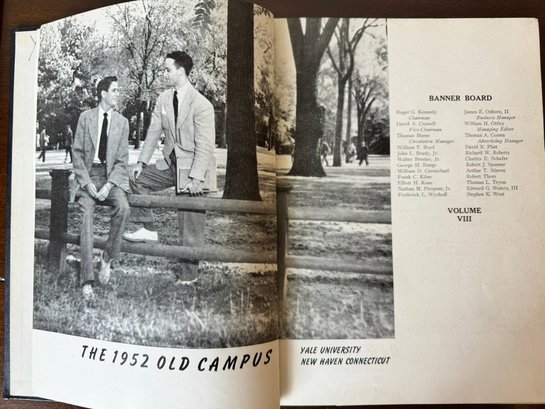 BANNER BOARD
Roger G. Kennedy
Chairman
David A. Crowell
Vice-Chairman
Thomas Hone
Circulation Manager
William Y. Boyd
John L. Brady, Jr.
Walter Breslav, Jr.
George H. Bunge
William D. Carmichael
Frank C. Kline
Elbert H. Kone
Nathan M. Pierpont, Jr.
Frederick L. Wyckoff
James E. Osborn, II
Business Manager
William H. Ottley
Managing Editor
Thomas A. Coons
Advertising Manager
David N. Platt
Richard W. Roberts
Charles E. Schafer
Robert J. Spooner
Arthur T. Stieren
Robert Thom
Thomas L. Tryon
Edward G. Waters, III
Stephen K. West
VOLUME
VIII
THE 1952 OLD CAMPUS
YALE UNIVERSITY
NEW HAVEN CONNECTICUT